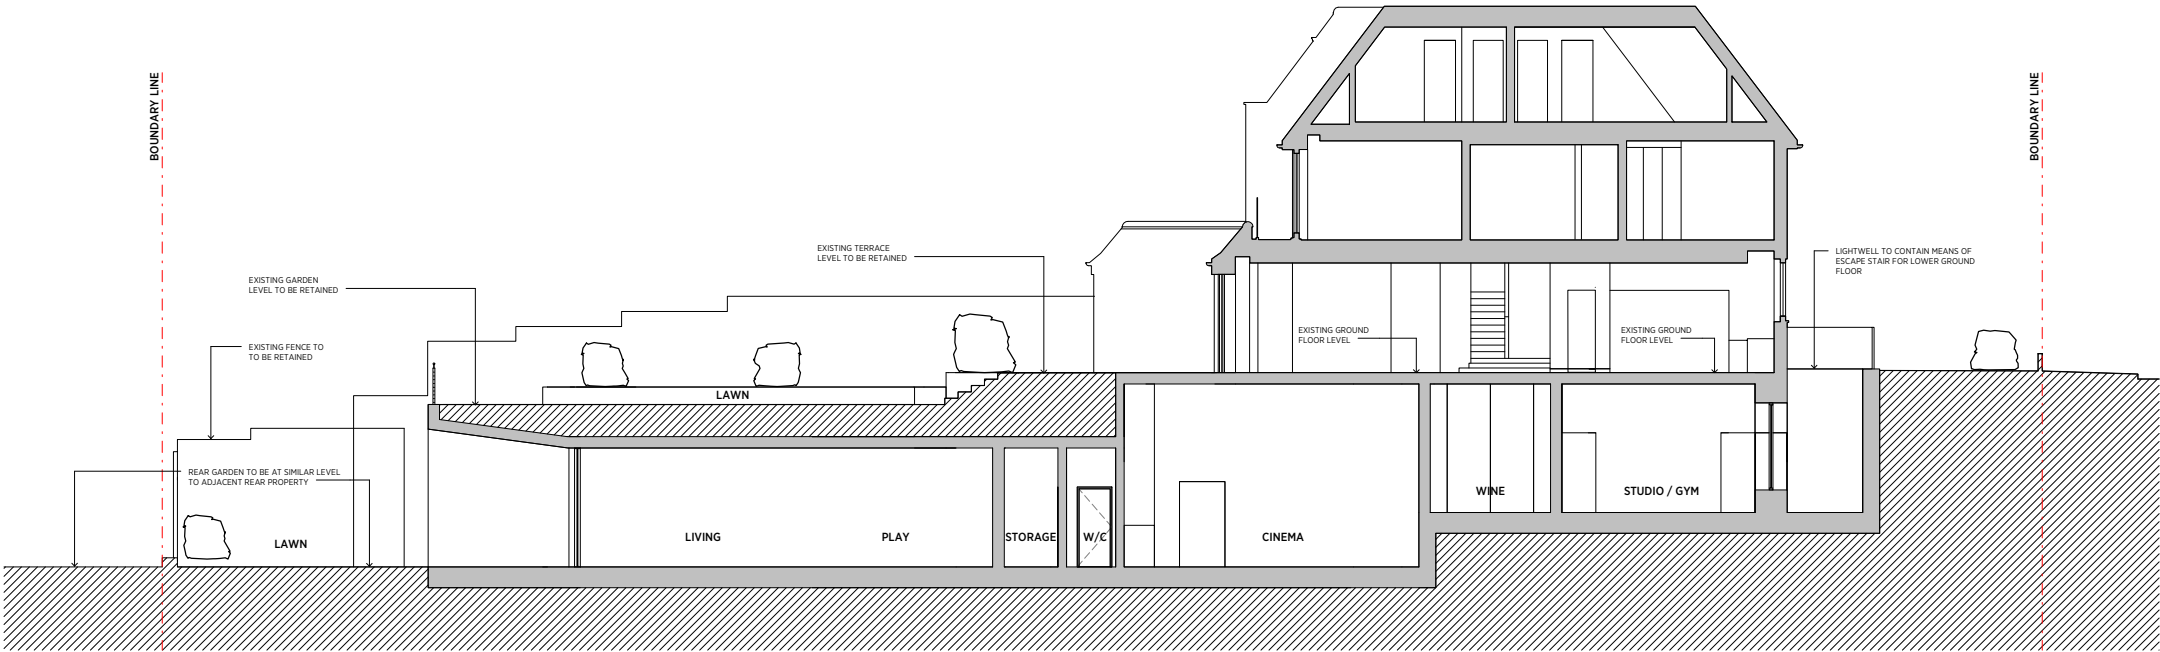 BOUNDARY LINE
BOUNDARY LINE
EXISTING TERRACE
LEVEL TO BE RETAINED
LIGHTWELL TO CONTAIN MEANS OF
ESCAPE STAIR FOR LOWER GROUND
FLOOR
EXISTING GARDEN
LEVEL TO BE RETAINED
EXISTING GROUND
FLOOR LEVEL
EXISTING GROUND
FLOOR LEVEL
EXISTING FENCE TO
TO BE RETAINED
LAWN
REAR GARDEN TO BE AT SIMILAR LEVEL
TO ADJACENT REAR PROPERTY
WINE
STUDIO / GYM
LAWN
LIVING
PLAY
STORAGE
W/C
CINEMA